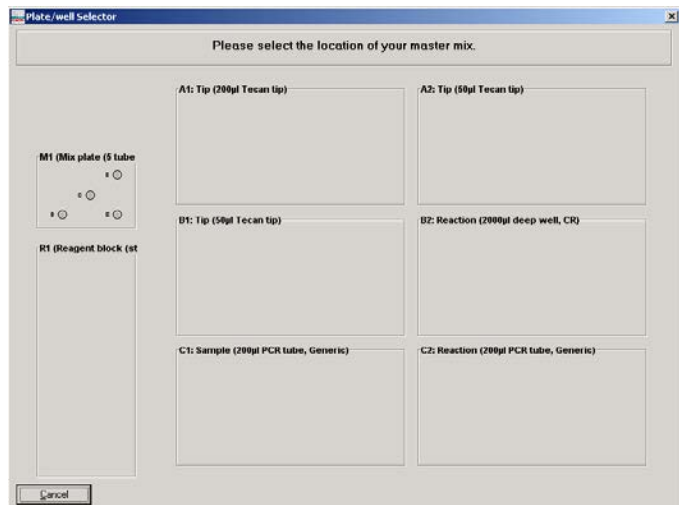 Plate/well Selector
Please select the location of your master mix.
A1: Tip (200µl Tecan tip)
A2: Tip (50µl Tecan tip)
M1 (Mix plate (5 tube
B1: Tip (50µl Tecan tip)
B2: Reaction (2000µl deep well, CR)
R1 (Reagent block (st
C1: Sample (200µl PCR tube, Generic)
C2: Reaction (200µl PCR tube, Generic)
Cancel